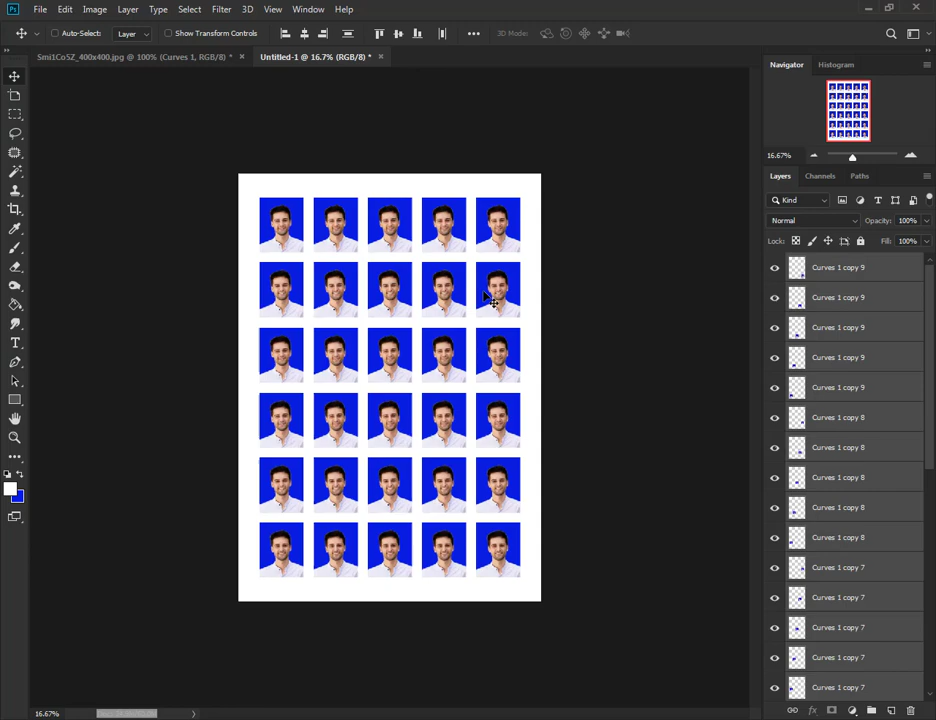 Ps File Edit Image Layer Type Select Filter 3D View Window Help
Auto-Select: Layer Show Transform Controls 3D Mode:
Smi1Co5Z_400x400.jpg @ 100% (Curves 1, RGB/8) * Untitled-1 @ 16.7% (RGB/8) *
Navigator Histogram
16.67%
Layers Channels Paths
Kind
Normal Opacity: 100%
Lock: Fill: 100%
Curves 1 copy 9
Curves 1 copy 9
Curves 1 copy 9
Curves 1 copy 9
Curves 1 copy 9
Curves 1 copy 8
Curves 1 copy 8
Curves 1 copy 8
Curves 1 copy 8
Curves 1 copy 8
Curves 1 copy 7
Curves 1 copy 7
Curves 1 copy 7
Curves 1 copy 7
Curves 1 copy 7
16.67%